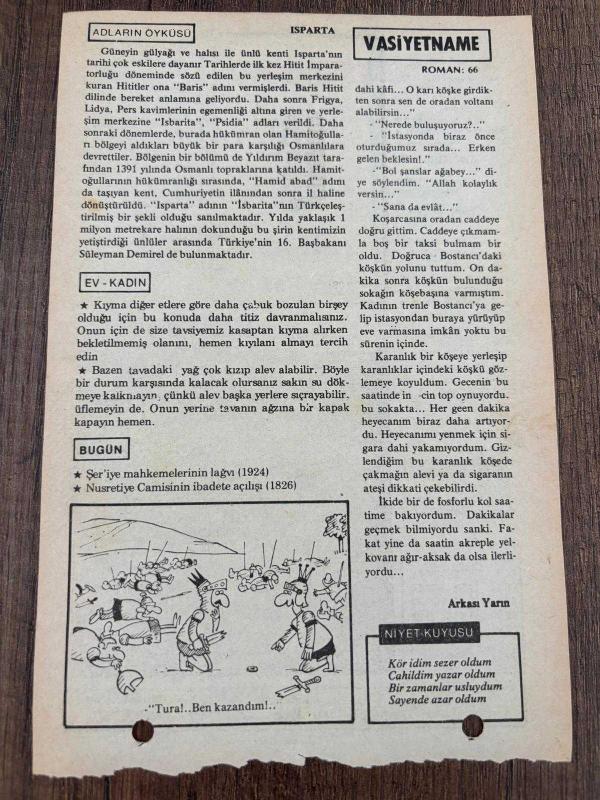 ADLARIN ÖYKÜSÜ
ISPARTA
Güneyin gülyağı ve halısı ile ünlü kenti Isparta'nın
tarihi çok eskilere dayanır Tarihlerde ilk kez Hitit İmpara-
torluğu döneminde sözü edilen bu yerleşim merkezini
kuran Hititler ona "Baris" adını vermişlerdi. Baris Hitit
dilinde bereket anlamına geliyordu. Daha sonra Frigya,
Lidya, Pers kavimlerinin egemenliği altına giren ve yerle-
şim merkezine "Isbarita", "Psidia" adları verildi. Daha
sonraki dönemlerde, burada hükümran olan Hamitoğulla-
rı bölgeyi aldıkları büyük bir para karşılığı Osmanlılara
devrettiler. Bölgenin bir bölümü de Yıldırım Beyazıt tara-
fından 1391 yılında Osmanlı topraklarına katıldı. Hamit-
oğullarının hükümranlığı sırasında, "Hamid abad" adını
da taşıyan kent, Cumhuriyetin ilânından sonra il haline
dönüştürüldü. "Isparta" adının "İsbarita"nın Türkçeleş-
tirilmiş bir şekli olduğu sanılmaktadır. Yılda yaklaşık 1
milyon metrekare halının dokunduğu bu şirin kentimizin
yetiştirdiği ünlüler arasında Türkiye'nin 16. Başbakanı
Süleyman Demirel de bulunmaktadır.
EV - KADIN
★ Kıyma diğer etlere göre daha çabuk bozulan birşey
olduğu için bu konuda daha titiz davranmalısınız.
Onun için de size tavsiyemiz kasaptan kıyma alırken
bekletilmemiş olanını, hemen kıyılanı almayı tercih
edin
★ Bazen tavadaki yağ çok kızıp alev alabilir. Böyle
bir durum karşısında kalacak olursanız sakın su dök-
meye kalkmayın, çünkü alev başka yerlere sıçrayabilir.
üflemeyin de. Onun yerine tavanın ağzına bir kapak
kapayın hemen.
BUGÜN
★ Şer'iye mahkemelerinin lağvı (1924)
★ Nusretiye Camisinin ibadete açılışı (1826)
-"Tura!..Ben kazandım!..
VASİYETNAME
ROMAN: 66
dahi kâfi... O karı köşke girdik-
ten sonra sen de oradan voltanı
alabilirsin..."
- "Nerede buluşuyoruz?.."
- "İstasyonda biraz önce
oturduğumuz sırada... Erken
gelen beklesin!."
-"Bol şanslar ağabey..." di-
ye söylendim. "Allah kolaylık
versin..."
- "Sana da evlât..."
Koşarcasına oradan caddeye
doğru gittim. Caddeye çıkmam-
la boş bir taksi bulmam bir
oldu. Doğruca Bostancı'daki
köşkün yolunu tuttum. On da-
kika sonra köşkün bulunduğu
sokağın köşebaşına varmıştım.
Kadının trenle Bostancı'ya ge-
lip istasyondan buraya yürüyüp
eve varmasına imkân yoktu bu
sürenin içinde.
Karanlık bir köşeye yerleşip
karanlıklar içindeki köşkü göz-
lemeye koyuldum. Gecenin bu
saatinde in -cin top oynuyordu.
bu sokakta... Her geen dakika
heyecanım biraz daha artıyor-
du. Heyecanımı yenmek için si-
gara dahi yakamıyordum. Giz-
lendiğim bu karanlık köşede
çakmağın alevi ya da sigaranın
ateşi dikkati çekebilirdi.
İkide bir de fosforlu kol saa-
time bakıyordum. Dakikalar
geçmek bilmiyordu sanki. Fa-
kat yine da saatin akreple yel-
kovanı ağır-aksak da olsa ilerli-
yordu...
Arkası Yarın
NİYET-KUYUSU
Kör idim sezer oldum
Cahildim yazar oldum
Bir zamanlar usluydum
Sayende azar oldum